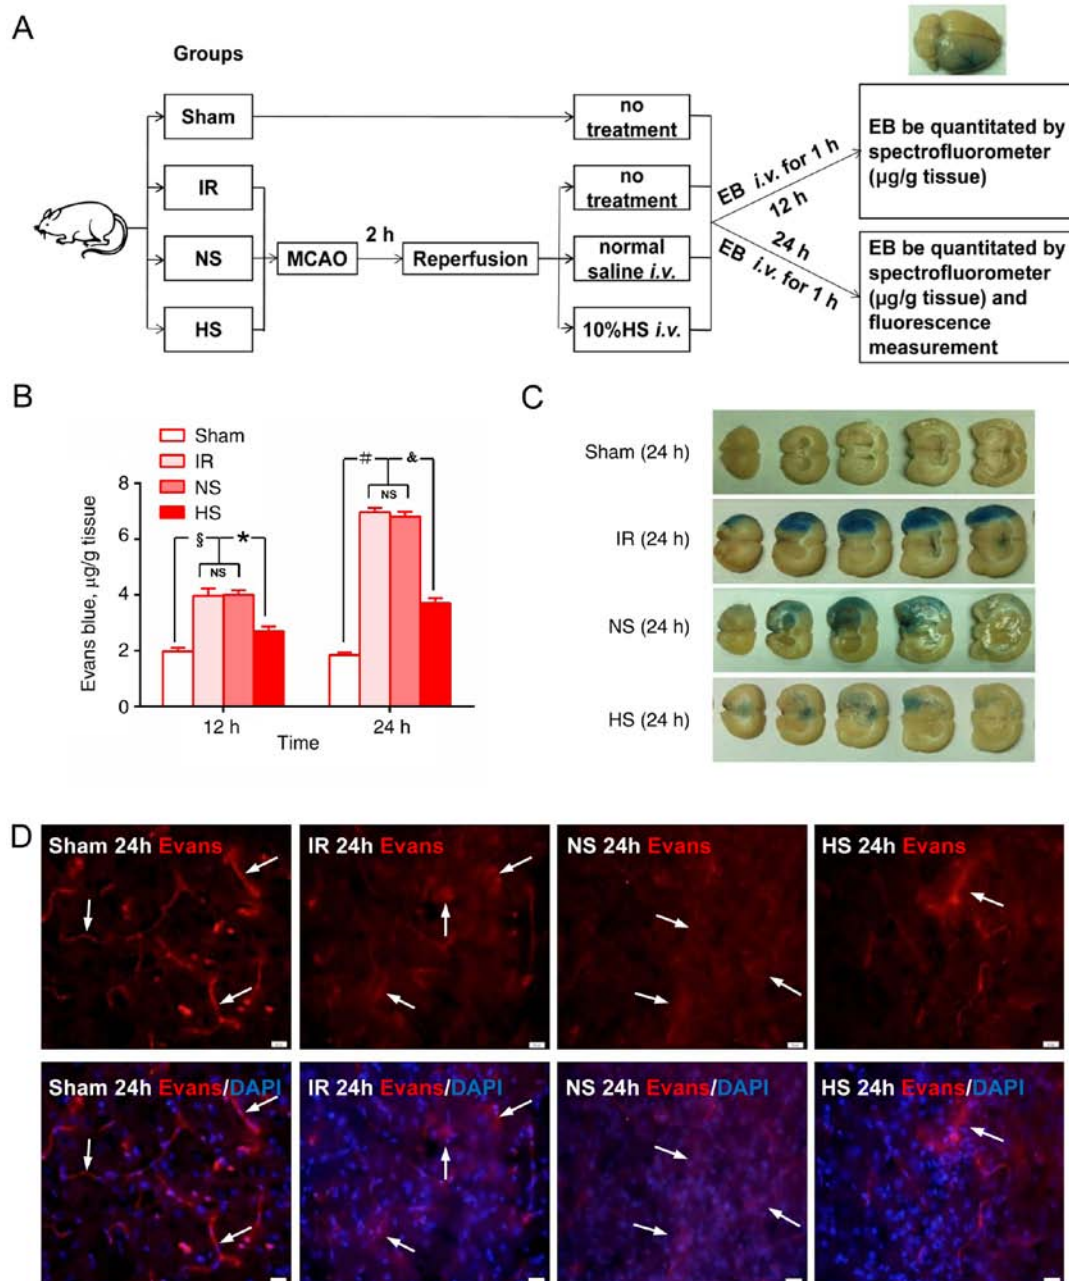 A
Groups
Sham
IR
NS
HS
MCAO
2 h
Reperfusion
no
treatment
no
treatment
normal
saline i.v.
10%HS i.v.
EB i.v. for 1 h
12 h
24 h
EB i.v. for 1 h
EB be quantitated by
spectrofluorometer
(µg/g tissue)
EB be quantitated by
spectrofluorometer
(µg/g tissue) and
fluorescence
measurement
B
Sham
IR
NS
HS
Evans blue, µg/g tissue
8
6
4
2
0
§
*
NS
#
&
NS
12 h
24 h
Time
C
Sham (24 h)
IR (24 h)
NS (24 h)
HS (24 h)
D
Sham 24h Evans
IR 24h Evans
NS 24h Evans
HS 24h Evans
Sham 24h Evans/DAPI
IR 24h Evans/DAPI
NS 24h Evans/DAPI
HS 24h Evans/DAPI